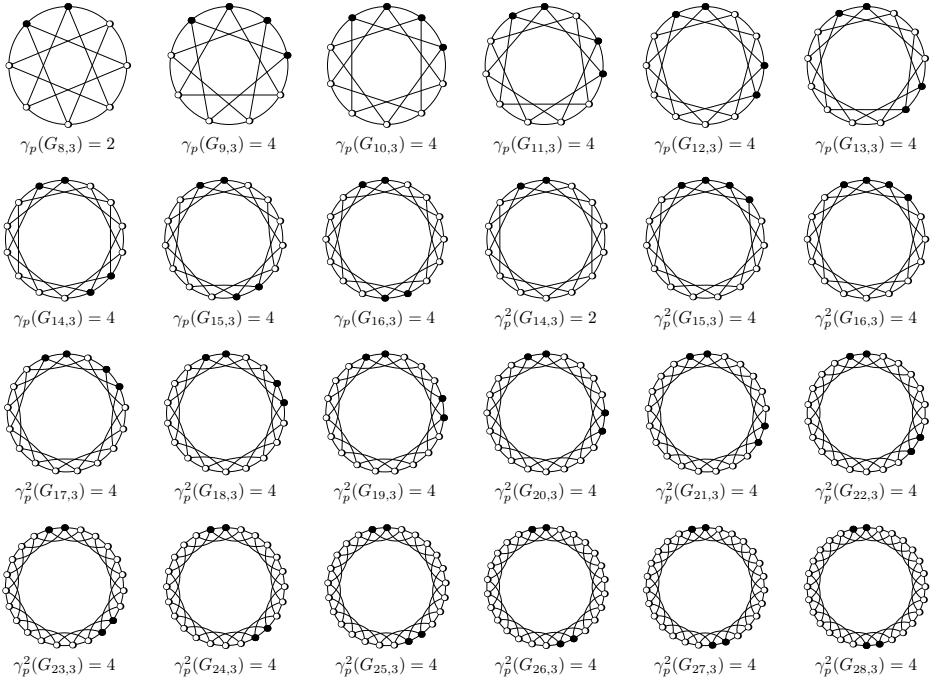 γₚ(G₈,₃) = 2 γₚ(G₉,₃) = 4 γₚ(G₁₀,₃) = 4 γₚ(G₁₁,₃) = 4 γₚ(G₁₂,₃) = 4 γₚ(G₁₃,₃) = 4
γₚ(G₁₄,₃) = 4 γₚ(G₁₅,₃) = 4 γₚ(G₁₆,₃) = 4 γₚ²(G₁₄,₃) = 2 γₚ²(G₁₅,₃) = 4 γₚ²(G₁₆,₃) = 4
γₚ²(G₁₇,₃) = 4 γₚ²(G₁₈,₃) = 4 γₚ²(G₁₉,₃) = 4 γₚ²(G₂₀,₃) = 4 γₚ²(G₂₁,₃) = 4 γₚ²(G₂₂,₃) = 4
γₚ²(G₂₃,₃) = 4 γₚ²(G₂₄,₃) = 4 γₚ²(G₂₅,₃) = 4 γₚ²(G₂₆,₃) = 4 γₚ²(G₂₇,₃) = 4 γₚ²(G₂₈,₃) = 4